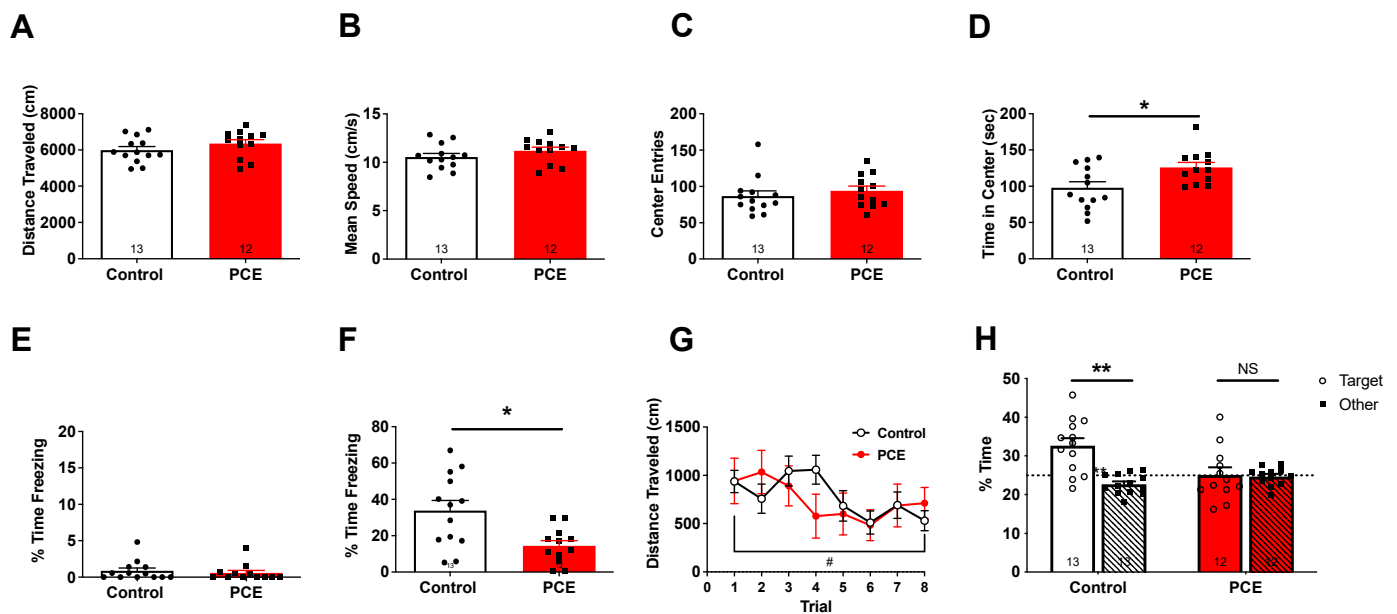 A
Distance Traveled (cm)
8000
6000
4000
2000
0
13
12
Control
PCE
B
Mean Speed (cm/s)
15
10
5
0
13
12
Control
PCE
C
Center Entries
200
150
100
50
0
13
12
Control
PCE
D
Time in Center (sec)
200
150
100
50
0
*
13
12
Control
PCE
E
% Time Freezing
20
15
10
5
0
Control
PCE
F
% Time Freezing
80
60
40
20
0
*
13
Control
PCE
G
Distance Traveled (cm)
1500
1000
500
0
Control
PCE
#
1 2 3 4 5 6 7 8
Trial
H
% Time
50
40
30
20
10
0
**
NS
Target
Other
**
13
13
12
12
Control
PCE